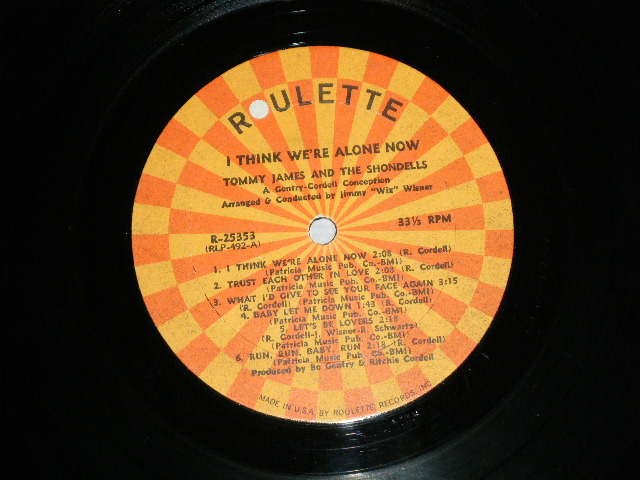 ROULETTE
I THINK WE'RE ALONE NOW
TOMMY JAMES AND THE SHONDELLS
A Gentry-Cordell Conception
Arranged & Conducted by Jimmy "Wiz" Wisner
R-25353
(RLP-492-A)
33⅓ RPM
1. I THINK WE'RE ALONE NOW 2:08 (R. Cordell)
(Patricia Music Pub. Co.-BMI)
2. TRUST EACH OTHER IN LOVE 2:03 (R. Cordell)
(Patricia Music Pub. Co.-BMI)
3. WHAT I'D GIVE TO SEE YOUR FACE AGAIN 3:15
(R. Cordell) (Patricia Music Pub. Co.-BMI)
4. BABY LET ME DOWN 1:43 (R. Cordell)
(Patricia Music Pub. Co.-BMI)
5. LET'S BE LOVERS 2:18
(R. Cordell-J. Wisner-R. Schwartz)
(Patricia Music Pub. Co.-BMI)
6. RUN, RUN, BABY, RUN 2:18 (R. Cordell)
(Patricia Music Pub. Co.-BMI)
Produced by Bo Gentry & Ritchie Cordell
MADE IN U.S.A. BY ROULETTE RECORDS, INC.